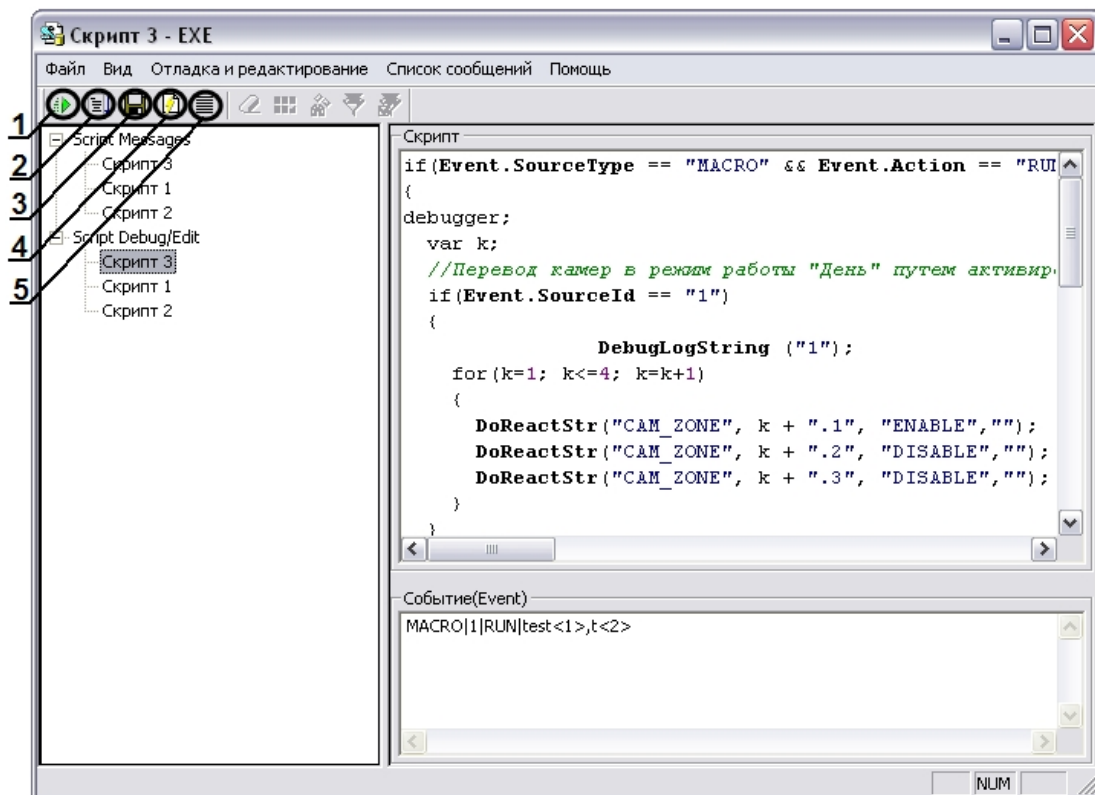 Скрипт 3 - EXE
Файл Вид Отладка и редактирование Список сообщений Помощь
1
2
3
4
5
Script Messages
Скрипт 3
Скрипт 1
Скрипт 2
Script Debug/Edit
Скрипт 3
Скрипт 1
Скрипт 2
Скрипт
if(Event.SourceType == "MACRO" && Event.Action == "RUI
{
debugger;
var k;
//Перевод камер в режим работы "День" путем активир
if(Event.SourceId == "1")
{
DebugLogString ("1");
for(k=1; k<=4; k=k+1)
{
DoReactStr("CAM_ZONE", k + ".1", "ENABLE","");
DoReactStr("CAM_ZONE", k + ".2", "DISABLE","");
DoReactStr("CAM_ZONE", k + ".3", "DISABLE","");
}
}
Событие(Event)
MACRO|1|RUN|test<1>,t<2>
NUM